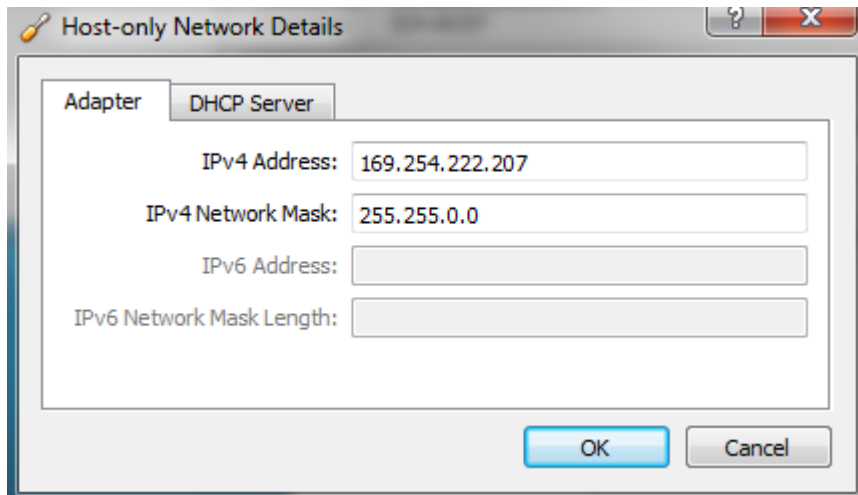 Host-only Network Details
Adapter
DHCP Server
IPv4 Address: 169.254.222.207
IPv4 Network Mask: 255.255.0.0
IPv6 Address:
IPv6 Network Mask Length:
OK
Cancel